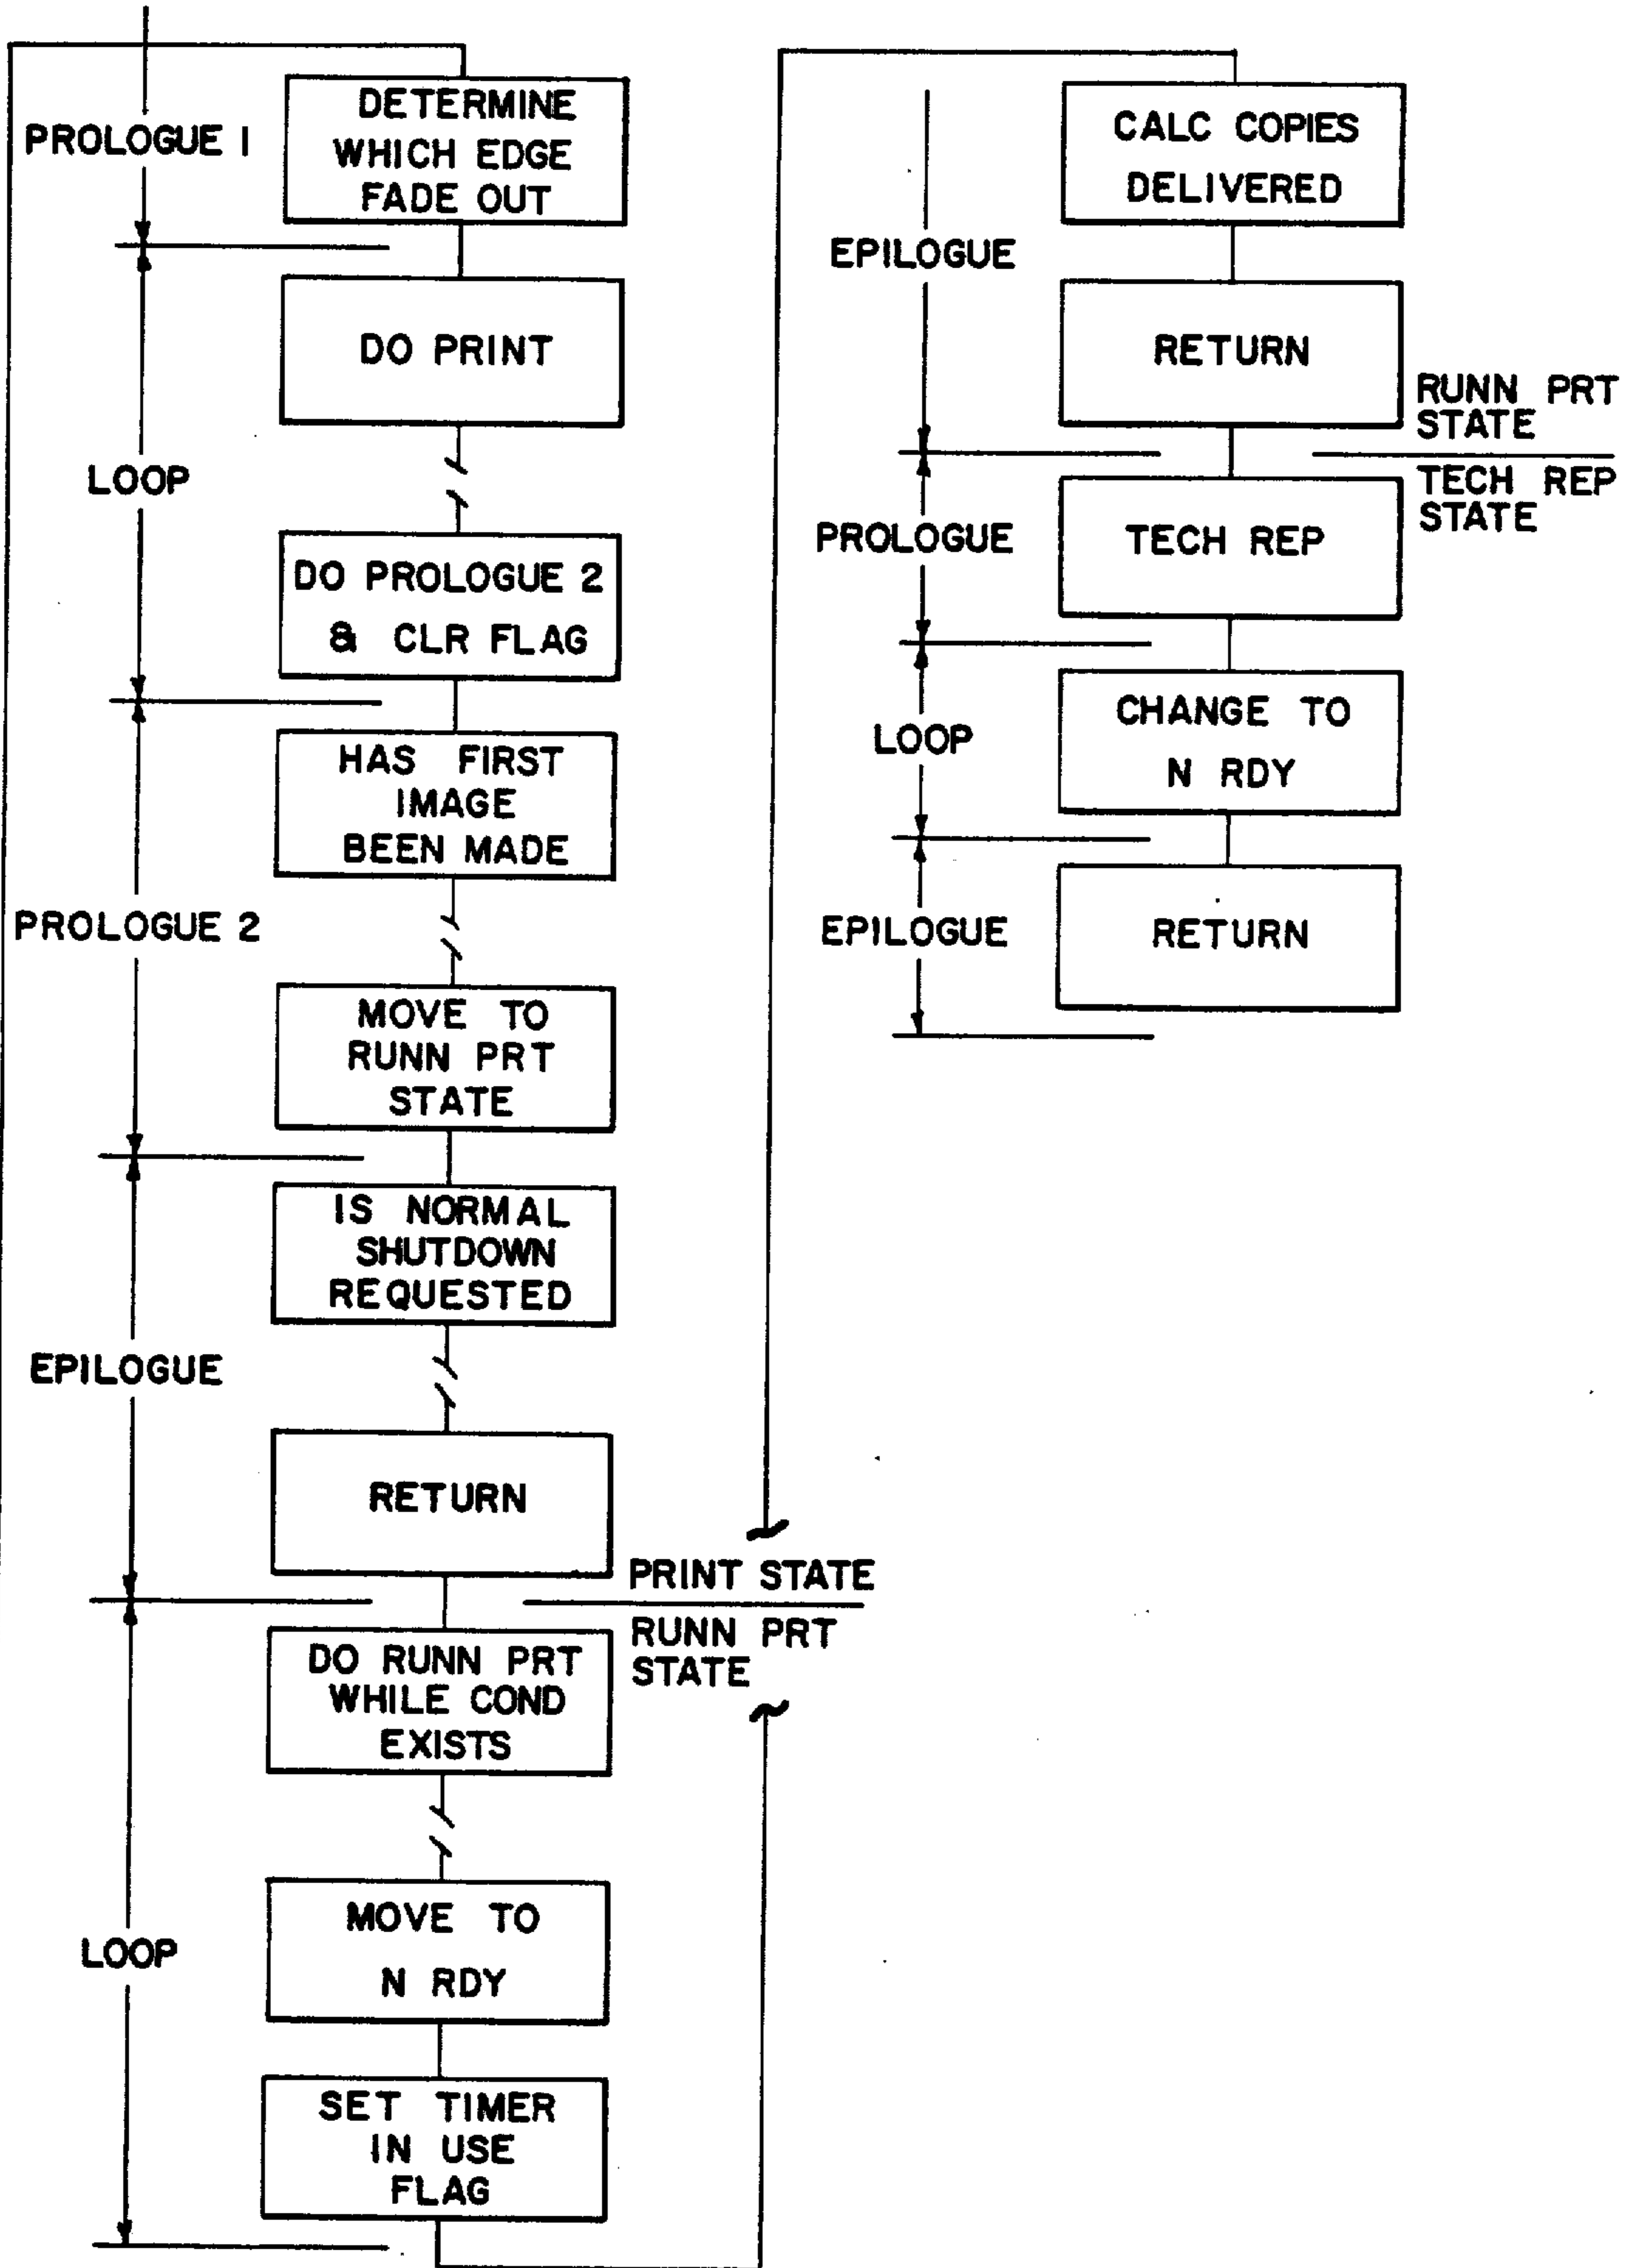 PROLOGUE 1
DETERMINE
WHICH EDGE
FADE OUT
LOOP
DO PRINT
DO PROLOGUE 2
& CLR FLAG
PROLOGUE 2
HAS FIRST
IMAGE
BEEN MADE
MOVE TO
RUNN PRT
STATE
EPILOGUE
IS NORMAL
SHUTDOWN
REQUESTED
RETURN
PRINT STATE
RUNN PRT
STATE
LOOP
DO RUNN PRT
WHILE COND
EXISTS
MOVE TO
N RDY
SET TIMER
IN USE
FLAG
EPILOGUE
CALC COPIES
DELIVERED
RETURN
RUNN PRT
STATE
TECH REP
STATE
PROLOGUE
TECH REP
LOOP
CHANGE TO
N RDY
EPILOGUE
RETURN